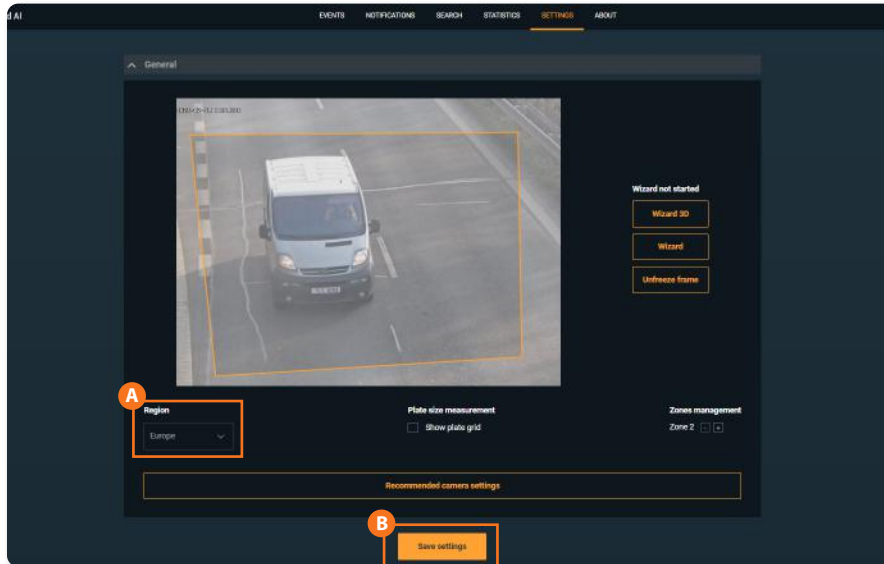 d AI
EVENTS NOTIFICATIONS SEARCH STATISTICS SETTINGS ABOUT
General
Wizard not started
Wizard 3D
Wizard
Unfreeze frame
A
Region
Europe
Plate size measurement
Show plate grid
Zones management
Zone 2 - +
Recommended camera settings
B
Save settings